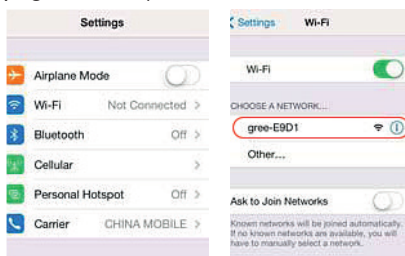 Settings
Airplane Mode
Wi-Fi Not Connected
Bluetooth Off
Cellular
Personal Hotspot Off
Carrier CHINA MOBILE
Settings Wi-Fi
Wi-Fi
CHOOSE A NETWORK...
gree-E9D1
Other...
Ask to Join Networks
Known networks will be joined automatically.
If no known networks are available, you will
have to manually select a network.